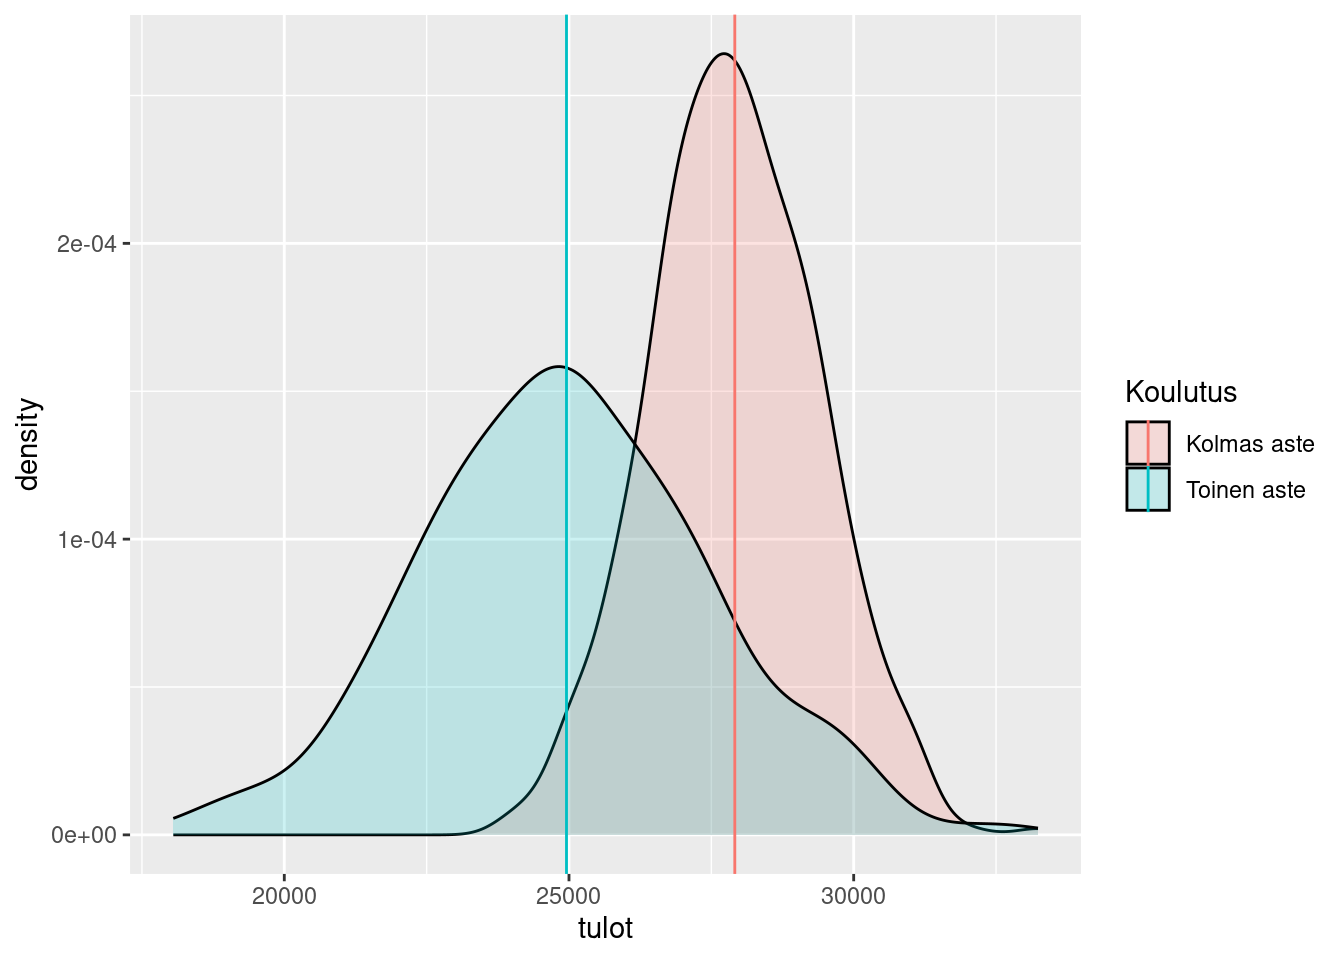 density
2e-04
1e-04
0e+00
20000
25000
30000
tulot
Koulutus
Kolmas aste
Toinen aste